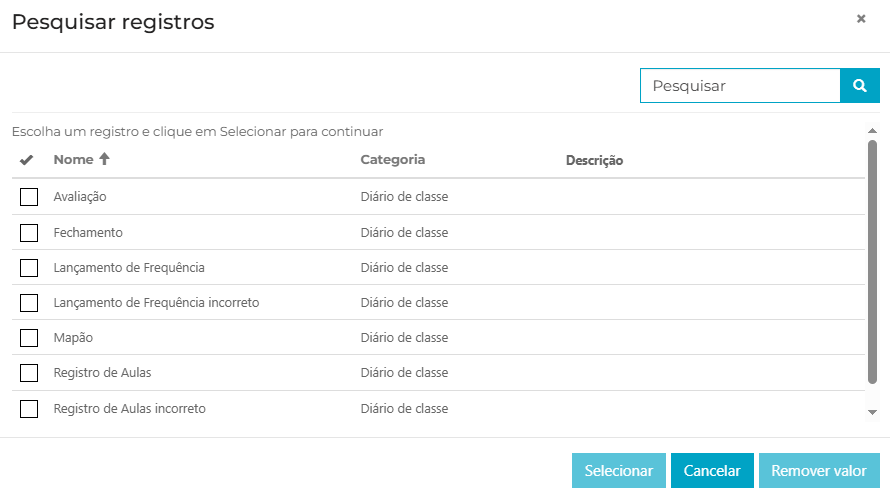 Pesquisar registros
Pesquisar
Escolha um registro e clique em Selecionar para continuar
Nome Categoria Descrição
Avaliação Diário de classe
Fechamento Diário de classe
Lançamento de Frequência Diário de classe
Lançamento de Frequência incorreto Diário de classe
Mapão Diário de classe
Registro de Aulas Diário de classe
Registro de Aulas incorreto Diário de classe
Selecionar Cancelar Remover valor